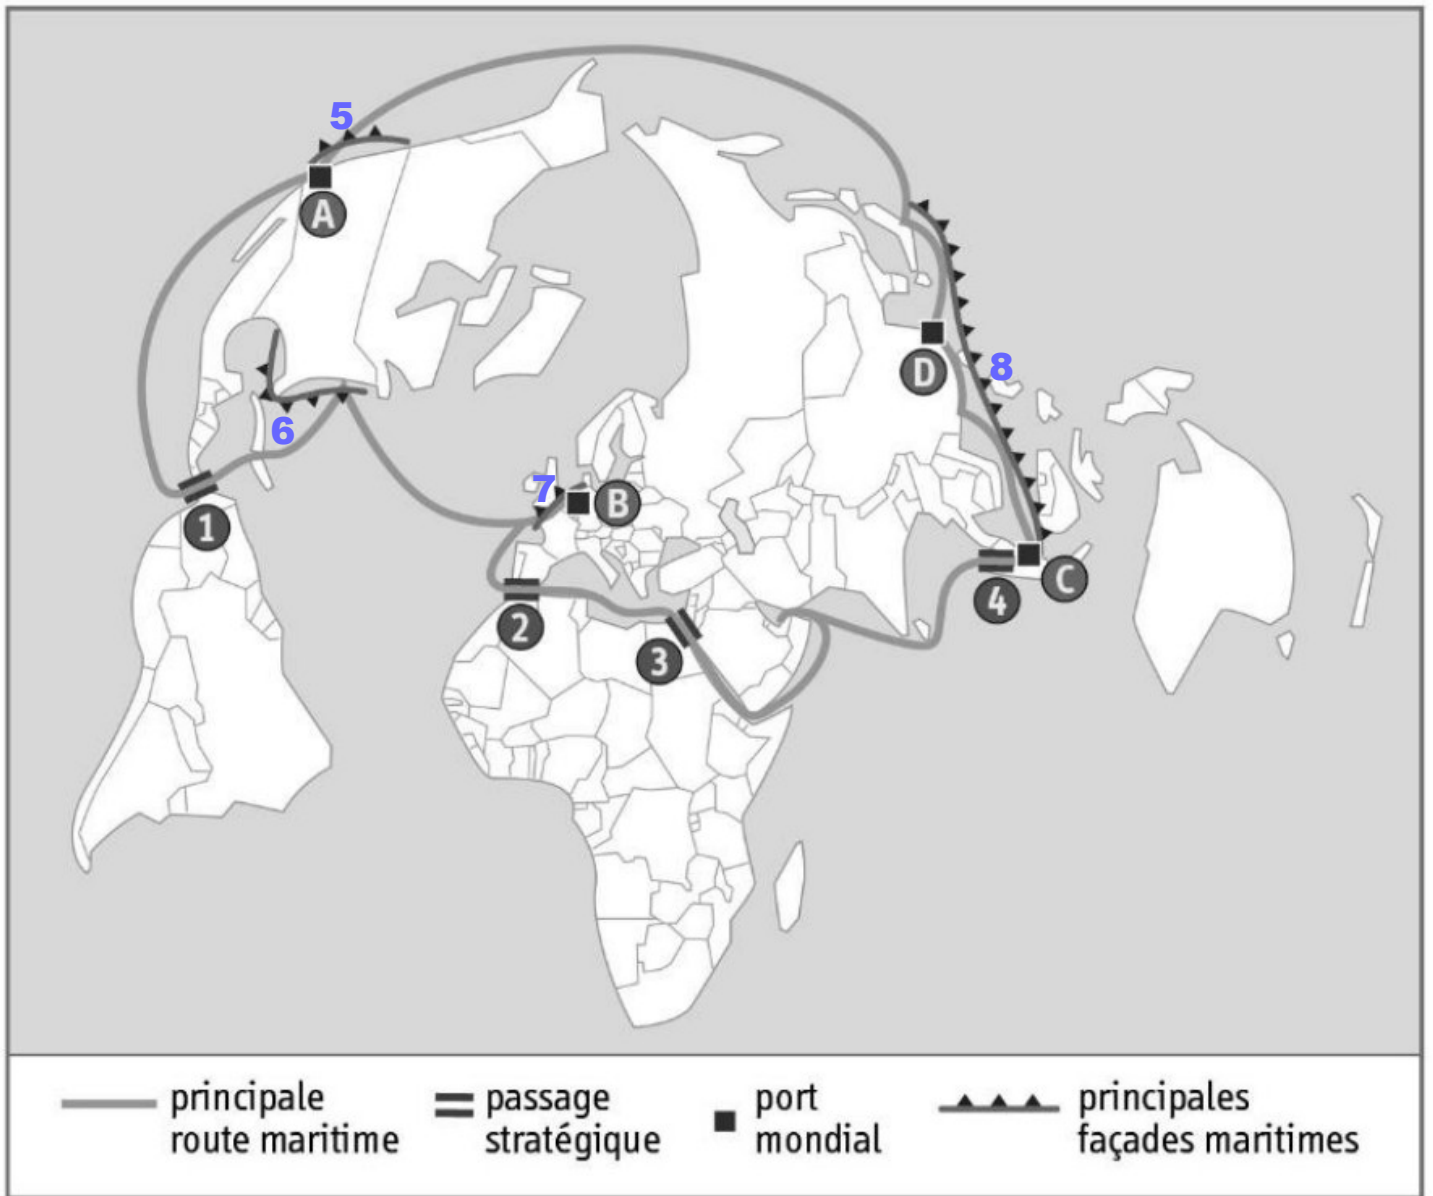 5
A
D
8
6
7
B
1
4
C
2
3
principale
route maritime
passage
stratégique
port
mondial
principales
façades maritimes